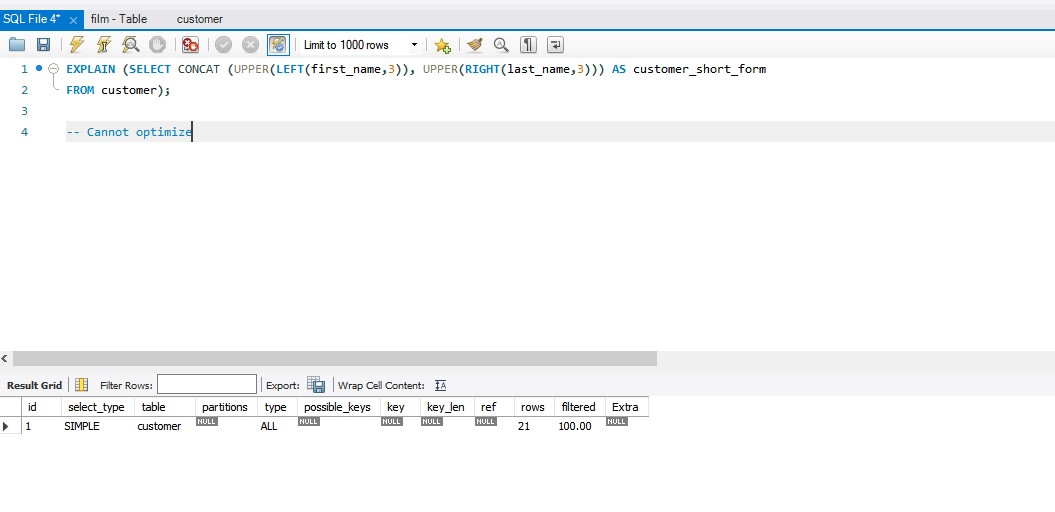 SQL File 4* × film - Table customer
Limit to 1000 rows
1 EXPLAIN (SELECT CONCAT (UPPER(LEFT(first_name,3)), UPPER(RIGHT(last_name,3))) AS customer_short_form
2 FROM customer);
3
4 -- Cannot optimize
Result Grid Filter Rows: Export: Wrap Cell Content:
id select_type table partitions type possible_keys key key_len ref rows filtered Extra
1 SIMPLE customer NULL ALL NULL NULL NULL NULL 21 100.00 NULL